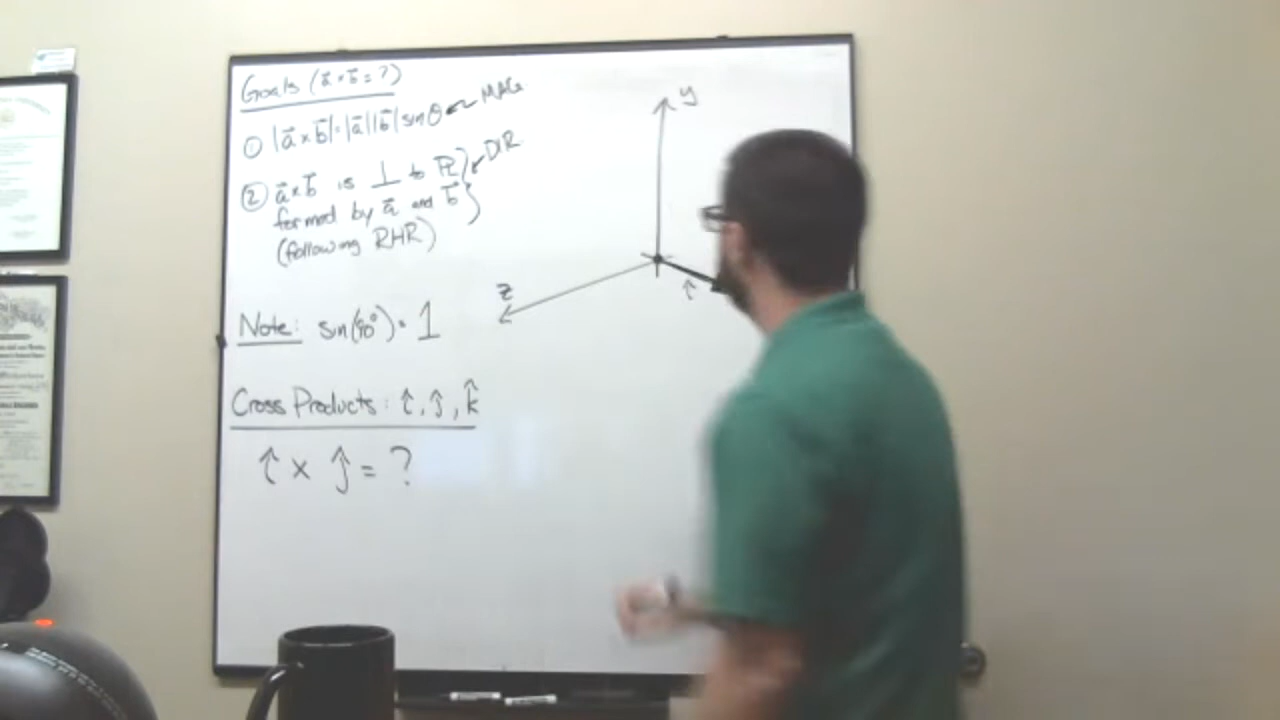 Goals (a⃗ × b⃗ = ?)
① |a⃗ × b⃗| = |a⃗||b⃗| sin θ ← MAG
② a⃗ × b⃗ is ⊥ to PL } ← DIR
formed by a⃗ and b⃗
(following RHR)
Note: sin(90°) = 1
Cross Products: î, ĵ, k̂
î × ĵ = ?
y
z
î